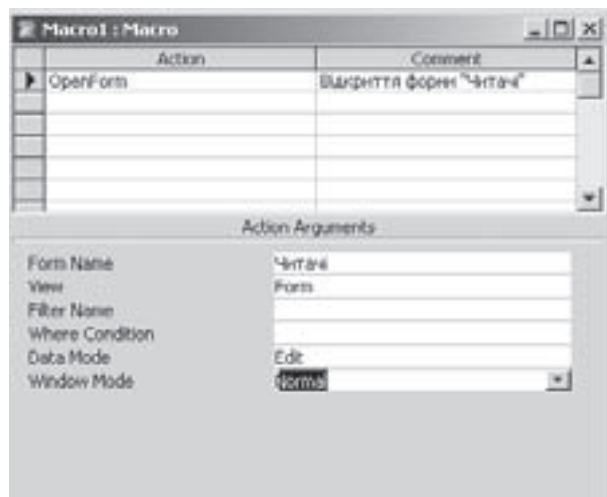 Macro1 : Macro
Action Comment
OpenForm Відкриття форми "Читачі"
Action Arguments
Form Name Читачі
View Form
Filter Name
Where Condition
Data Mode Edit
Window Mode Normal